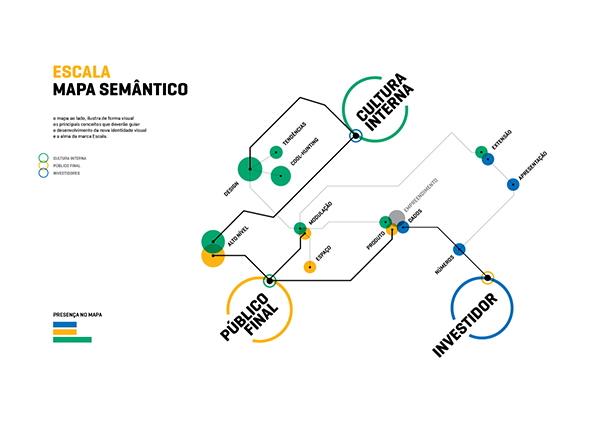 ESCALA
MAPA SEMÂNTICO
o mapa ao lado, ilustra de forma visual
os principais conceitos que deverão guiar
o desenvolvimento da nova identidade visual
e a alma da marca Escala.
CULTURA INTERNA
PÚBLICO FINAL
INVESTIDORES
CULTURA
INTERNA
TENDÊNCIAS
COOL-HUNTING
DESIGN
EXTENSÃO
APRESENTAÇÃO
EMPREENDIMENTO
MODULAÇÃO
DADOS
ALTO NÍVEL
PRODUTO
ESPAÇO
NÚMEROS
PÚBLICO
FINAL
INVESTIDOR
PRESENÇA NO MAPA